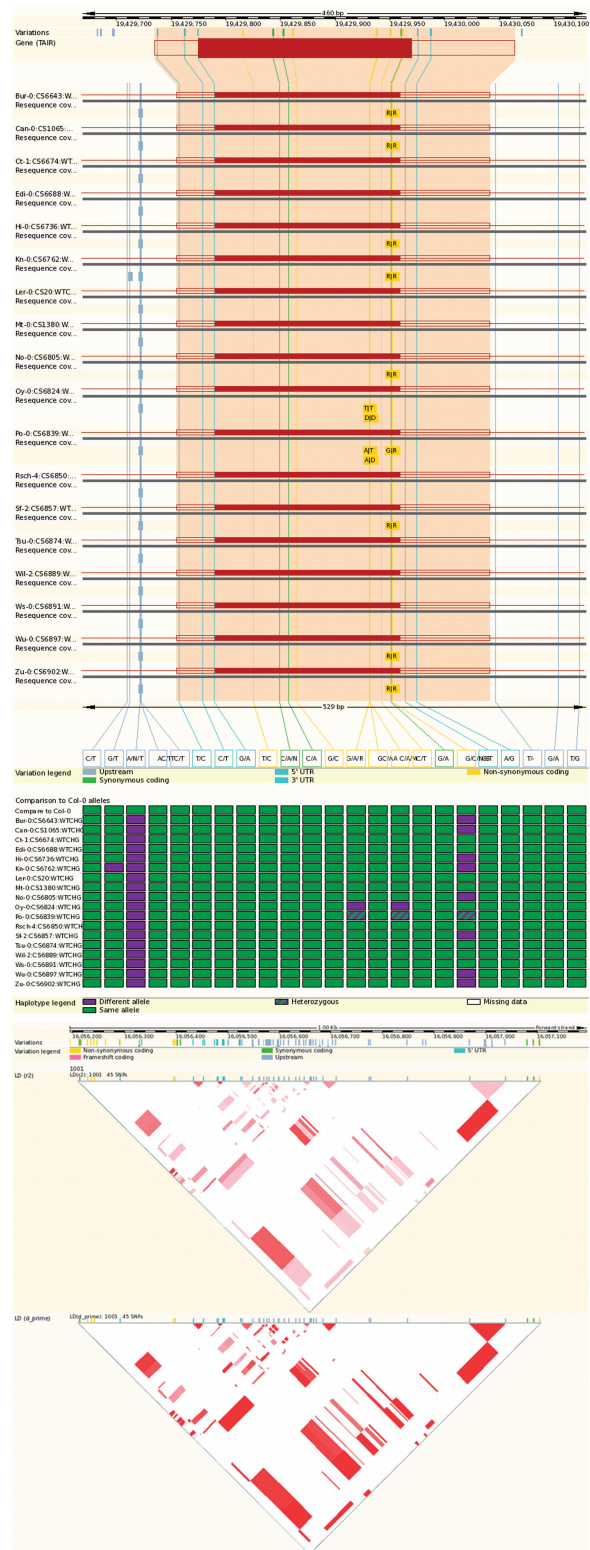 460 bp
19,429,700 19,429,750 19,429,800 19,429,850 19,429,900 19,429,950 19,430,000 19,430,050 19,430,100
Variations
Gene (TAIR)
Bur-0:CS6643:W...
Resequence cov...
R|R
Can-0:CS1065:...
Resequence cov...
R|R
Ct-1:CS6674:WT...
Resequence cov...
Edi-0:CS6688:W...
Resequence cov...
Hi-0:CS6736:WT...
Resequence cov...
R|R
Kn-0:CS6762:W...
Resequence cov...
R|R
Ler-0:CS20:WTC...
Resequence cov...
Mt-0:CS1380:W...
Resequence cov...
No-0:CS6805:W...
Resequence cov...
R|R
Oy-0:CS6824:W...
Resequence cov...
T|T
D|D
Po-0:CS6839:W...
Resequence cov...
A|T G|R
A|D
Rsch-4:CS6850:...
Resequence cov...
Sf-2:CS6857:WT...
Resequence cov...
R|R
Tsu-0:CS6874:W...
Resequence cov...
Wil-2:CS6889:W...
Resequence cov...
Ws-0:CS6891:W...
Resequence cov...
Wu-0:CS6897:W...
Resequence cov...
R|R
Zu-0:CS6902:W...
Resequence cov...
R|R
529 bp
C/T G/T A/N/T T/C C/T G/A T/C C/A/N C/A G/C G/A/R G/A A/G T/- G/A T/G
Variation legend
Upstream 5' UTR Non-synonymous coding
Synonymous coding 3' UTR
Comparison to Col-0 alleles
Compare to Col-0
Bur-0:CS6643:WTCHG
Can-0:CS1065:WTCHG
Ct-1:CS6674:WTCHG
Edi-0:CS6688:WTCHG
Hi-0:CS6736:WTCHG
Kn-0:CS6762:WTCHG
Ler-0:CS20:WTCHG
Mt-0:CS1380:WTCHG
No-0:CS6805:WTCHG
Oy-0:CS6824:WTCHG
Po-0:CS6839:WTCHG
Rsch-4:CS6850:WTCH
Sf-2:CS6857:WTCHG
Tsu-0:CS6874:WTCHG
Wil-2:CS6889:WTCHG
Ws-0:CS6891:WTCHG
Wu-0:CS6897:WTCHG
Zu-0:CS6902:WTCHG
Haplotype legend
Different allele Heterozygous Missing data
Same allele
1.00 Kb Forward strand
16,056,200 16,056,300 16,056,400 16,056,500 16,056,600 16,056,700 16,056,800 16,056,900 16,057,000 16,057,100
Variations
Variation legend
Non-synonymous coding Synonymous coding 5' UTR
Frameshift coding Upstream
1001
LD (r2)
LD(r2): 1001 45 SNPs
LD (d_prime)
LD(d_prime): 1001 45 SNPs